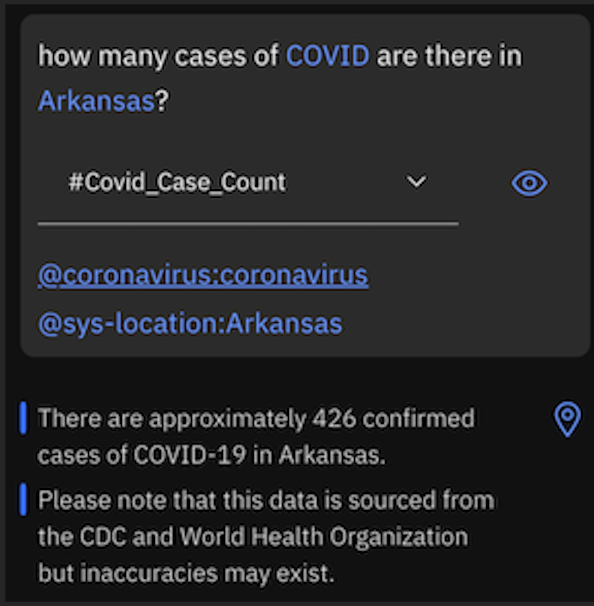 how many cases of COVID are there in
Arkansas?
#Covid_Case_Count
@coronavirus:coronavirus
@sys-location:Arkansas
There are approximately 426 confirmed
cases of COVID-19 in Arkansas.
Please note that this data is sourced from
the CDC and World Health Organization
but inaccuracies may exist.